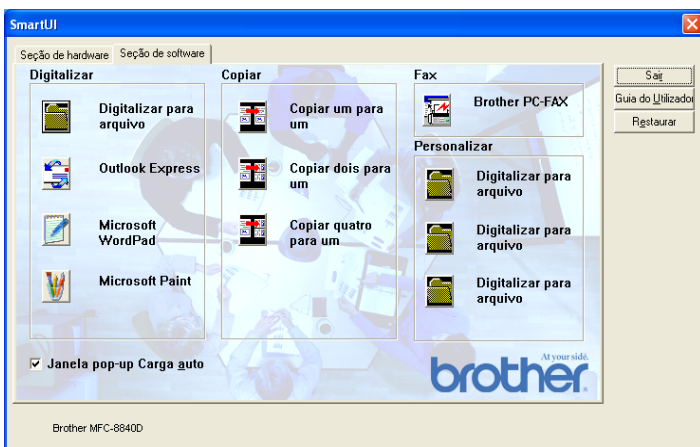 SmartUI
Seção de hardware
Seção de software
Digitalizar
Digitalizar para
arquivo
Outlook Express
Microsoft
WordPad
Microsoft Paint
Copiar
Copiar um para
um
Copiar dois para
um
Copiar quatro
para um
Fax
Brother PC-FAX
Personalizar
Digitalizar para
arquivo
Digitalizar para
arquivo
Digitalizar para
arquivo
Sair
Guia do Utilizador
Restaurar
Janela pop-up Carga auto
At your side.
brother
Brother MFC-8840D